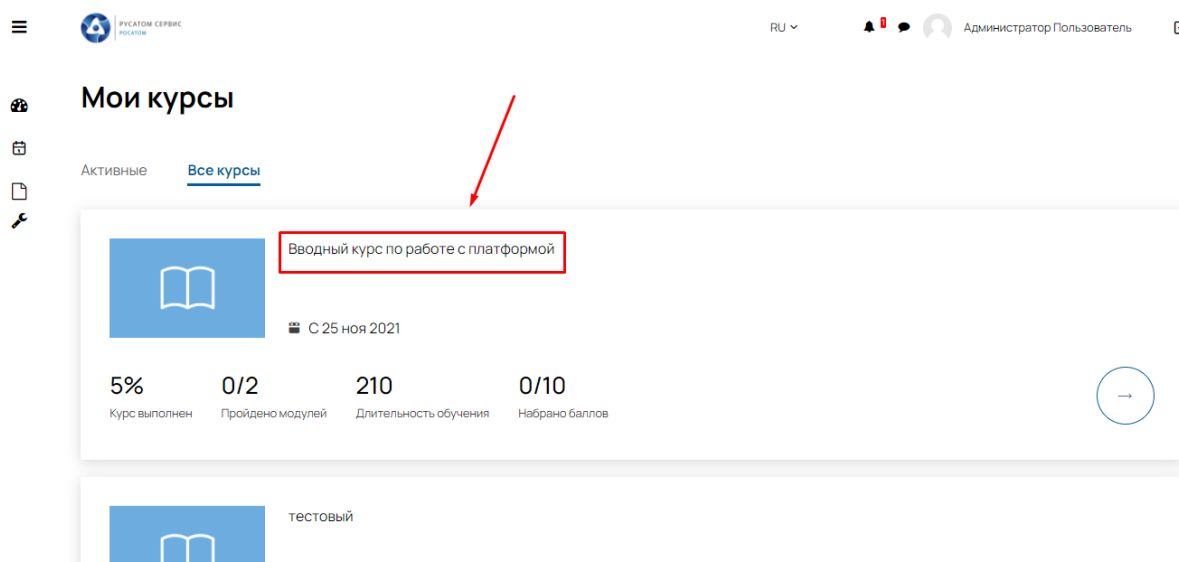 РУСАТОМ СЕРВИС
РОСАТОМ
RU
1
Администратор Пользователь
Мои курсы
Активные
Все курсы
Вводный курс по работе с платформой
С 25 ноя 2021
5%
0/2
210
0/10
Курс выполнен
Пройдено модулей
Длительность обучения
Набрано баллов
тестовый